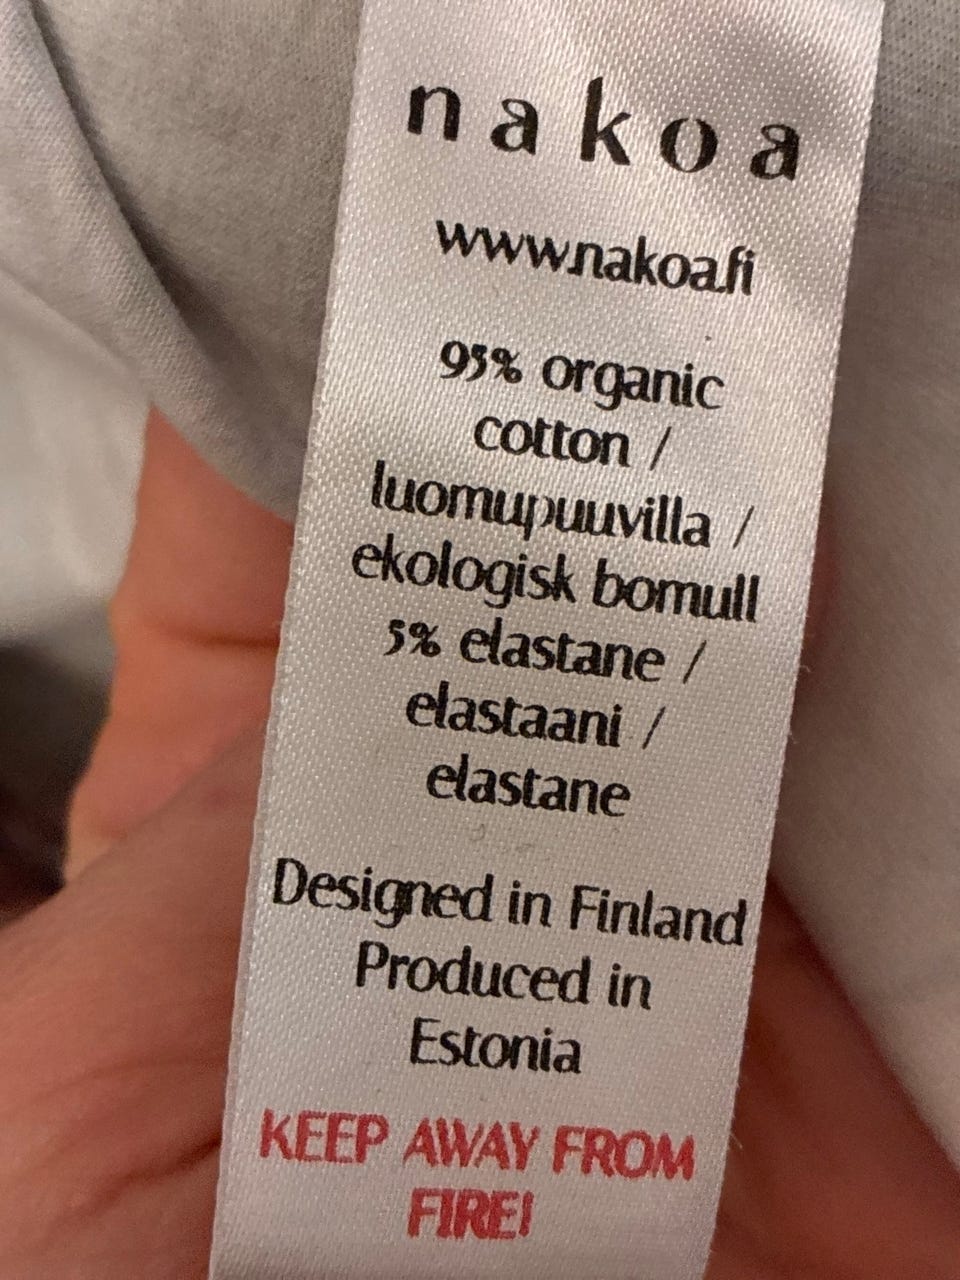 nakoa
www.nakoa.fi
95% organic
cotton /
luomupuuvilla /
ekologisk bomull
5% elastane /
elastaani /
elastane
Designed in Finland
Produced in
Estonia
KEEP AWAY FROM
FIRE!